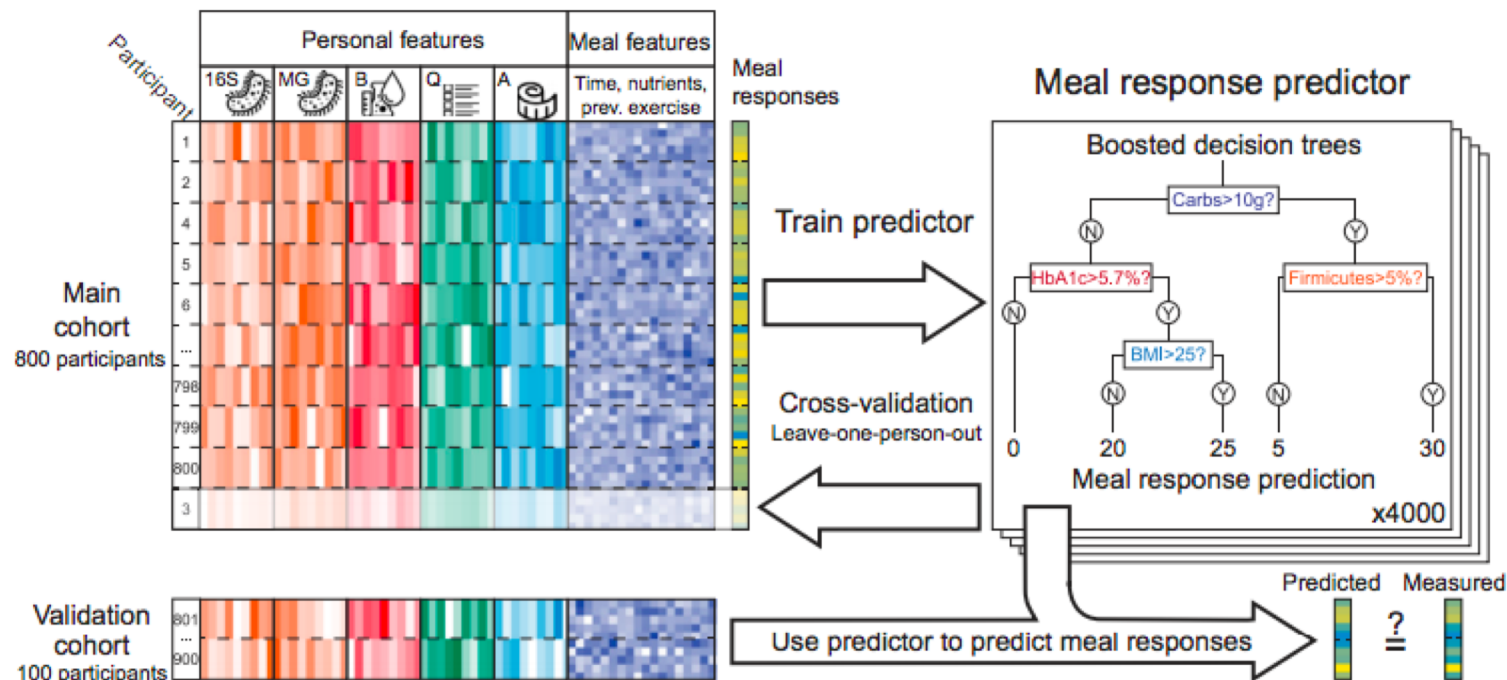 Participant
Personal features
Meal features
16S
MG
B
Q
A
Time, nutrients,
prev. exercise
Meal
responses
1
2
4
5
6
...
798
799
800
3
Main
cohort
800 participants
Train predictor
Cross-validation
Leave-one-person-out
Meal response predictor
Boosted decision trees
Carbs>10g?
N
Y
HbA1c>5.7%?
Firmicutes>5%?
N
Y
BMI>25?
N
Y
N
Y
0
20
25
5
30
Meal response prediction
x4000
Validation
cohort
100 participants
801
...
900
Use predictor to predict meal responses
Predicted
Measured
?
=